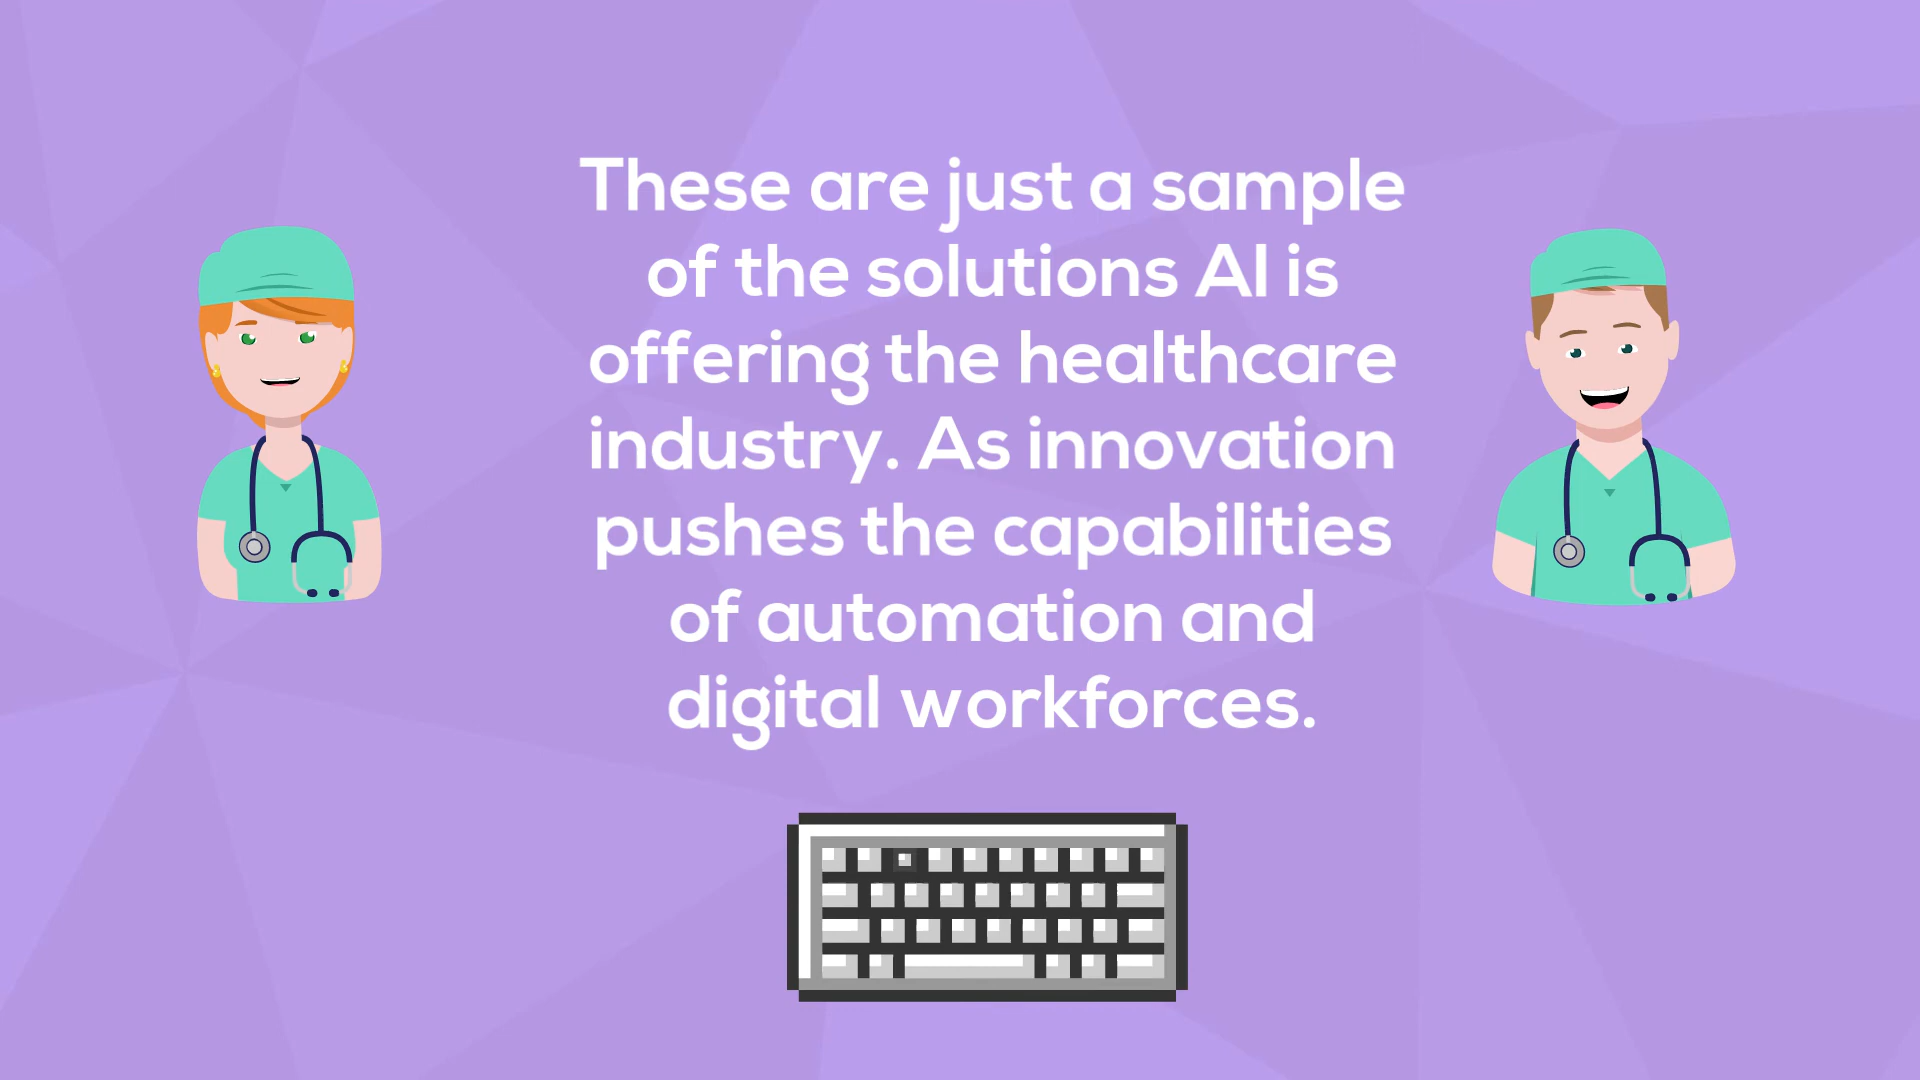 These are just a sample
of the solutions AI is
offering the healthcare
industry. As innovation
pushes the capabilities
of automation and
digital workforces.